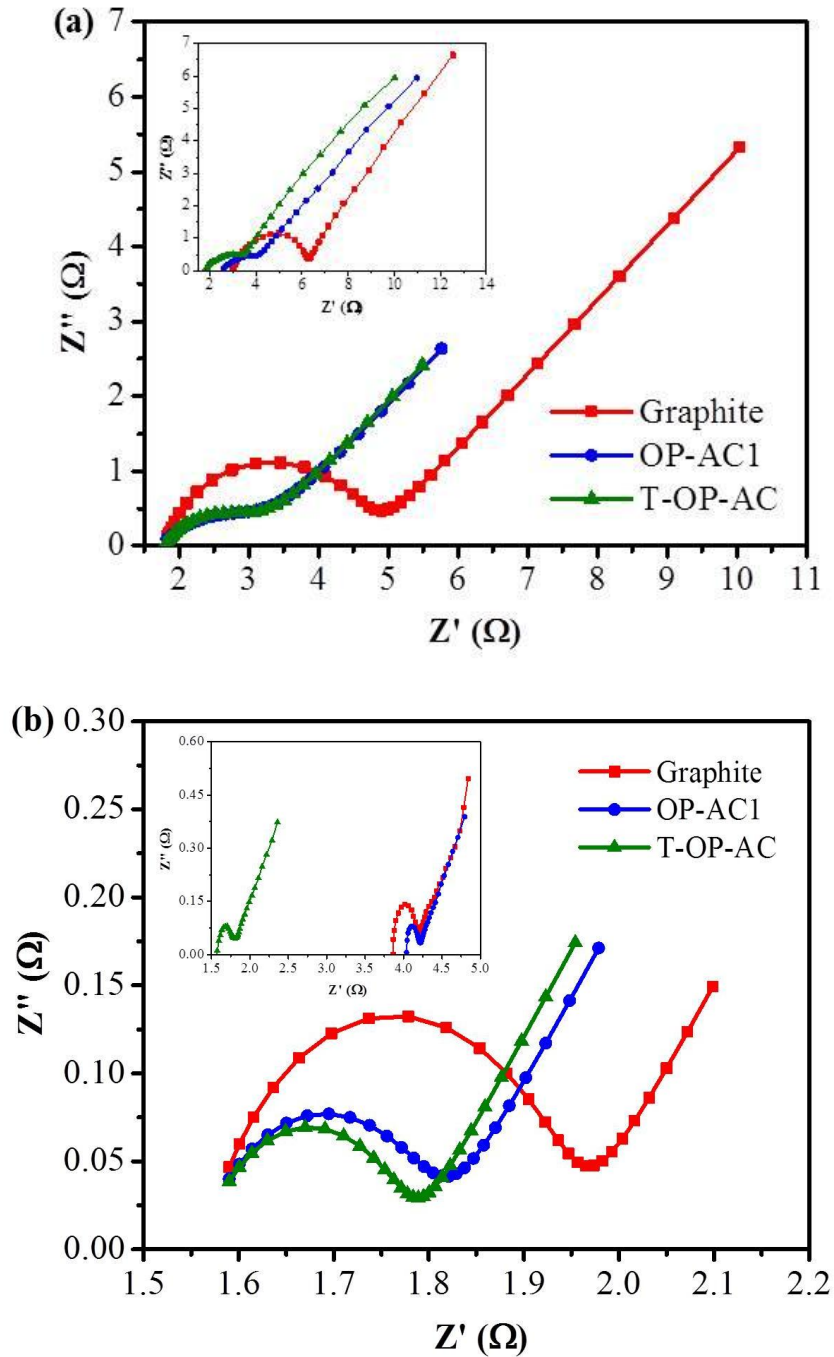 (a)
7
6
5
4
3
2
1
0
Z'' (Ω)
2 3 4 5 6 7 8 9 10 11
Z' (Ω)
7
6
5
4
3
2
1
0
Z'' (Ω)
2 4 6 8 10 12 14
Z' (Ω)
Graphite
OP-AC1
T-OP-AC
(b)
0.30
0.25
0.20
0.15
0.10
0.05
0.00
Z'' (Ω)
1.5 1.6 1.7 1.8 1.9 2.0 2.1 2.2
Z' (Ω)
0.60
0.45
0.30
0.15
0.00
Z'' (Ω)
1.5 2.0 2.5 3.0 3.5 4.0 4.5 5.0
Z' (Ω)
Graphite
OP-AC1
T-OP-AC